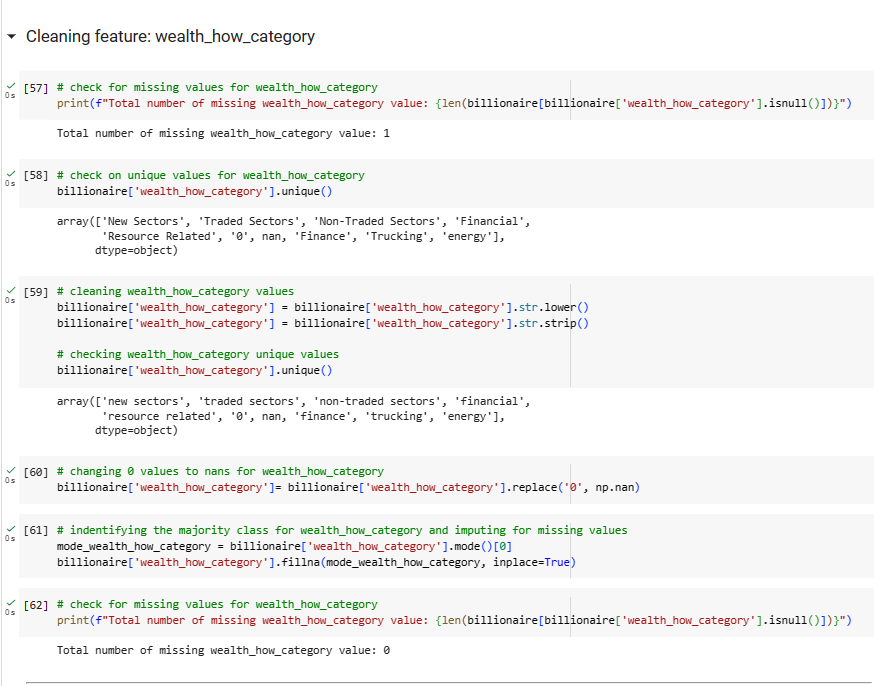 Cleaning feature: wealth_how_category
[57] # check for missing values for wealth_how_category
print(f"Total number of missing wealth_how_category value: {len(billionaire[billionaire['wealth_how_category'].isnull()])}")
0s
Total number of missing wealth_how_category value: 1
[58] # check on unique values for wealth_how_category
billionaire['wealth_how_category'].unique()
0s
array(['New Sectors', 'Traded Sectors', 'Non-Traded Sectors', 'Financial',
'Resource Related', '0', nan, 'Finance', 'Trucking', 'energy'],
dtype=object)
[59] # cleaning wealth_how_category values
0s
billionaire['wealth_how_category'] = billionaire['wealth_how_category'].str.lower()
billionaire['wealth_how_category'] = billionaire['wealth_how_category'].str.strip()
# checking wealth_how_category unique values
billionaire['wealth_how_category'].unique()
array(['new sectors', 'traded sectors', 'non-traded sectors', 'financial',
'resource related', '0', nan, 'finance', 'trucking', 'energy'],
dtype=object)
[60] # changing 0 values to nans for wealth_how_category
0s
billionaire['wealth_how_category']= billionaire['wealth_how_category'].replace('0', np.nan)
[61] # indentifying the majority class for wealth_how_category and imputing for missing values
0s
mode_wealth_how_category = billionaire['wealth_how_category'].mode()[0]
billionaire['wealth_how_category'].fillna(mode_wealth_how_category, inplace=True)
[62] # check for missing values for wealth_how_category
0s
print(f"Total number of missing wealth_how_category value: {len(billionaire[billionaire['wealth_how_category'].isnull()])}")
Total number of missing wealth_how_category value: 0